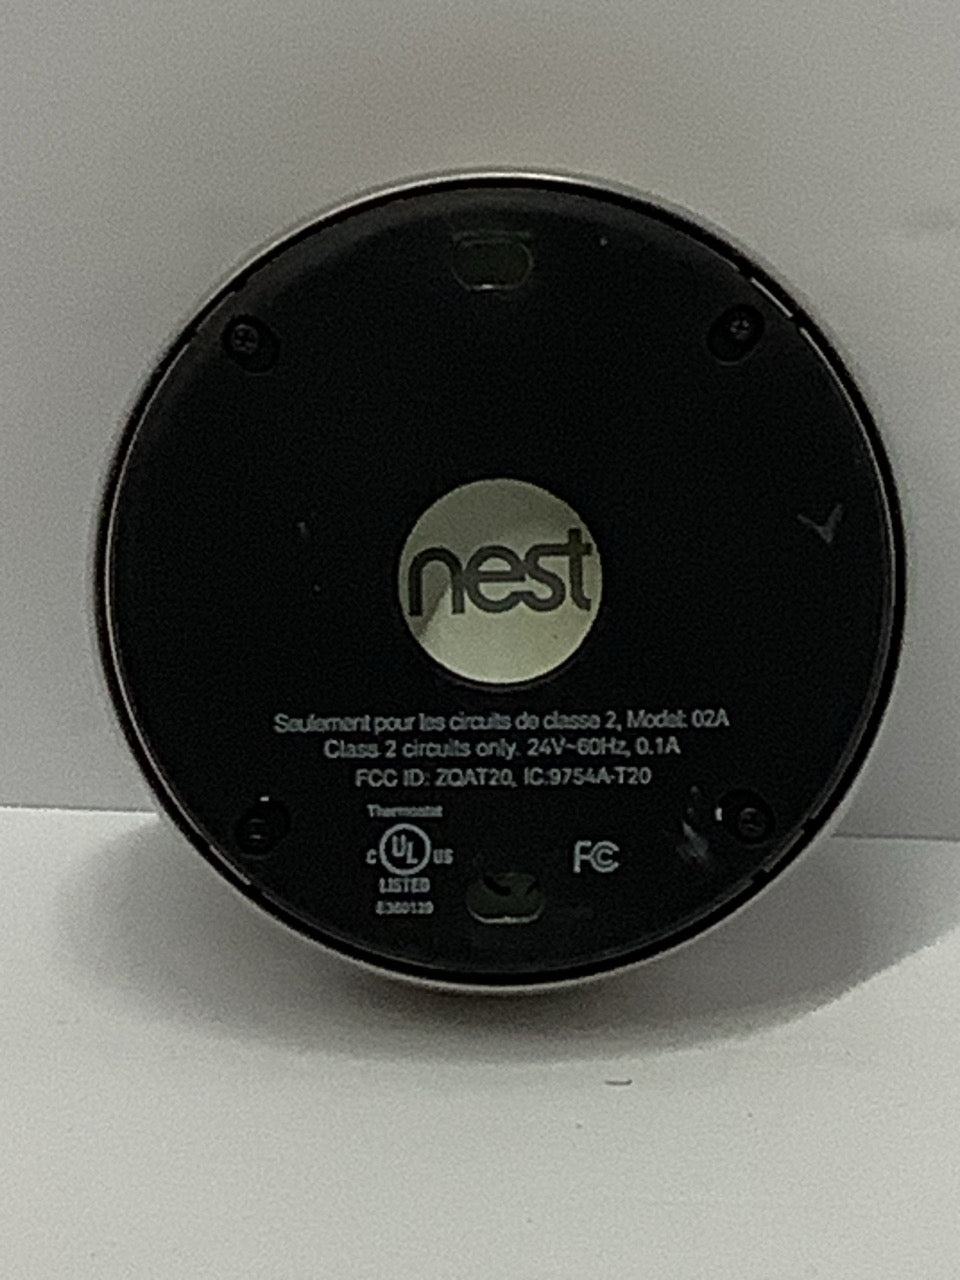 nest
Seulement pour les circuits de classe 2, Model: 02A
Class 2 circuits only. 24V~60Hz, 0.1A
FCC ID: ZQAT20, IC:9754A-T20
Thermostat
C UL US
LISTED
E360129
FC